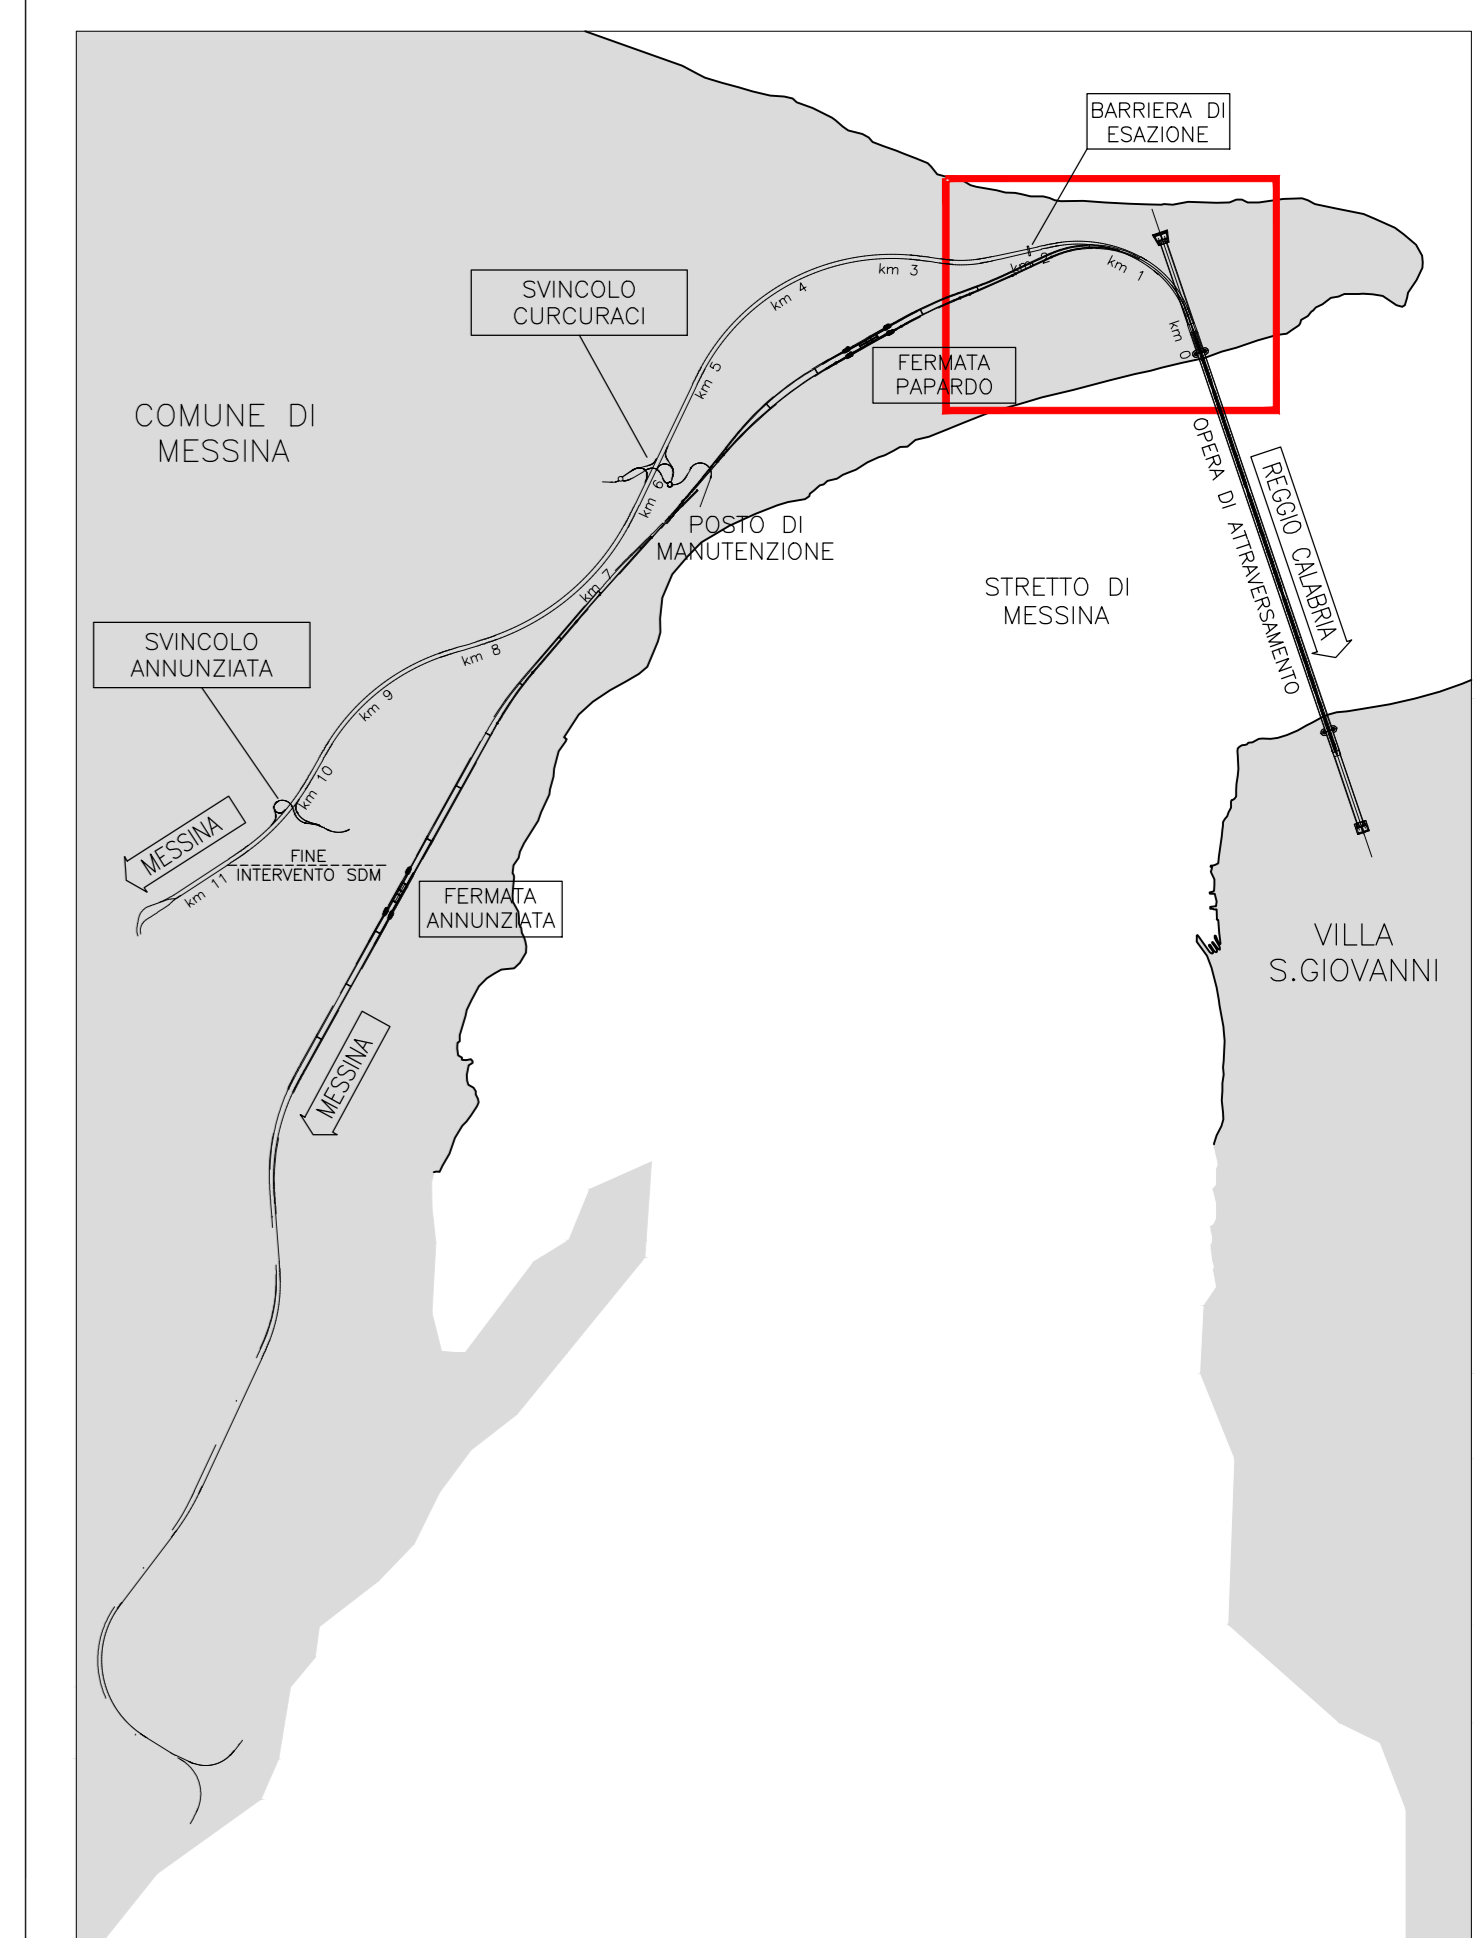 BARRIERA DI
ESAZIONE
SVINCOLO
CURCURACI
km 0
km 1
km 2
km 3
km 4
km 5
km 6
km 7
km 8
km 9
km 10
km 11
FERMATA
PAPARDO
COMUNE DI
MESSINA
OPERA DI ATTRAVERSAMENTO
REGGIO CALABRIA
POSTO DI
MANUTENZIONE
STRETTO DI
MESSINA
SVINCOLO
ANNUNZIATA
MESSINA
FINE
INTERVENTO SDM
FERMATA
ANNUNZIATA
VILLA
S.GIOVANNI
MESSINA